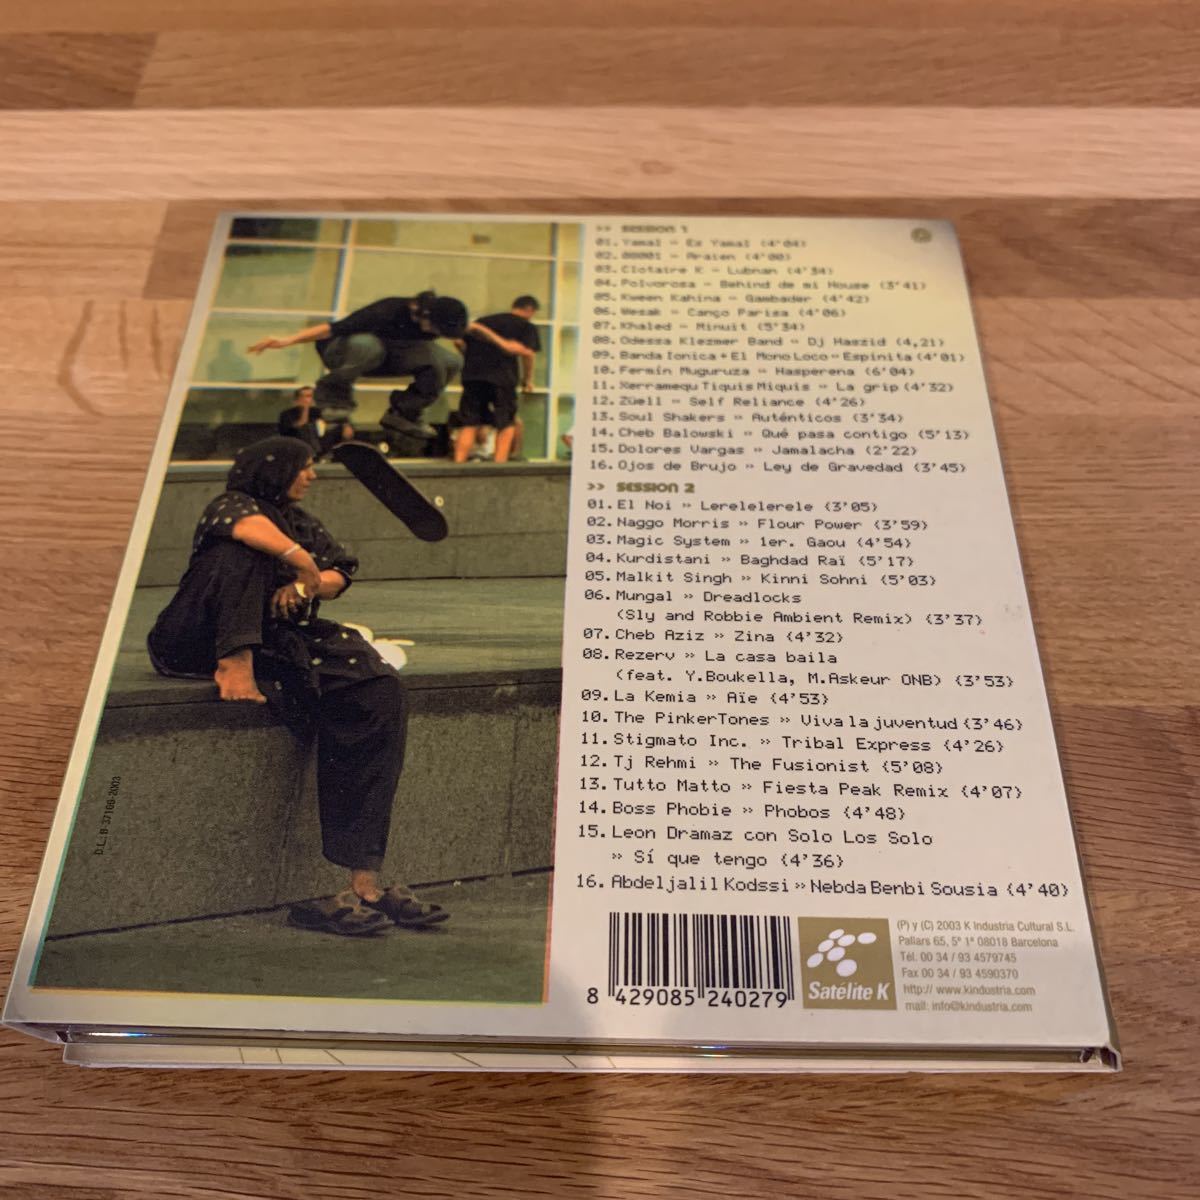 >> SESSION 1
01. Yamal » Es Yamal (4'04)
02. 08001 » Araien (4'00)
03. Clotaire K » Lubnan (4'34)
04. Polvorosa » Behind de mi House (3'41)
05. Kween Kahina » Gambader (4'42)
06. Wesak » Canço Parisa (4'06)
07. Khaled » Minuit (5'34)
08. Odessa Klezmer Band » Dj Haszid (4,21)
09. Banda Ionica + El Mono Loco » Espinita (4'01)
10. Fermín Muguruza » Hasperena (6'04)
11. Xerramequ Tiquis Miquis » La grip (4'32)
12. Züell » Self Reliance (4'26)
13. Soul Shakers » Auténticos (3'34)
14. Cheb Balowski » Qué pasa contigo (5'13)
15. Dolores Vargas » Jamalacha (2'22)
16. Ojos de Brujo » Ley de Gravedad (3'45)
>> SESSION 2
01. El Noi » Lerelelerele (3'05)
02. Naggo Morris » Flour Power (3'59)
03. Magic System » 1er. Gaou (4'54)
04. Kurdistani » Baghdad Raï (5'17)
05. Malkit Singh » Kinni Sohni (5'03)
06. Mungal » Dreadlocks
(Sly and Robbie Ambient Remix) (3'37)
07. Cheb Aziz » Zina (4'32)
08. Rezerv » La casa baila
(feat. Y.Boukella, M.Askeur ONB) (3'53)
09. La Kemia » Aïe (4'53)
10. The PinkerTones » Viva la juventud (3'46)
11. Stigmato Inc. » Tribal Express (4'26)
12. Tj Rehmi » The Fusionist (5'08)
13. Tutto Matto » Fiesta Peak Remix (4'07)
14. Boss Phobie » Phobos (4'48)
15. Leon Dramaz con Solo Los Solo
» Sí que tengo (4'36)
16. Abdeljalil Kodssi » Nebda Benbi Sousia (4'40)
D.L.: B-37166-2003
8 429085 240279
Satélite K
(P) y (C) 2003 K Industria Cultural S.L.
Pallars 65, 5º 1ª 08018 Barcelona
Tél. 00 34 / 93 4579745
Fax 00 34 / 93 4590370
http:// www.kindustria.com
mail: info@kindustria.com